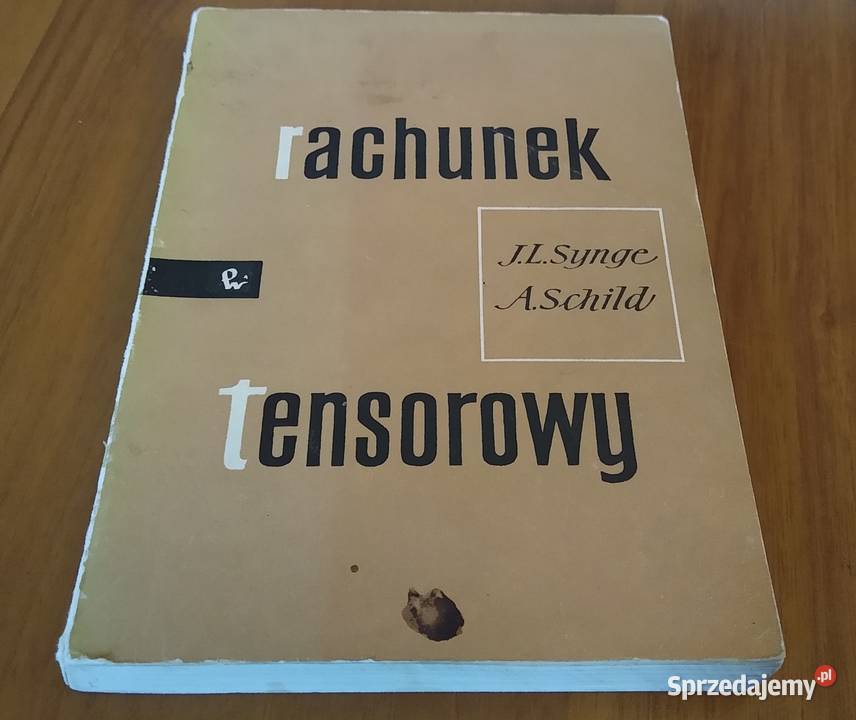 rachunek
J.L.Synge
A.Schild
tensorowy
Sprzedajemy.pl